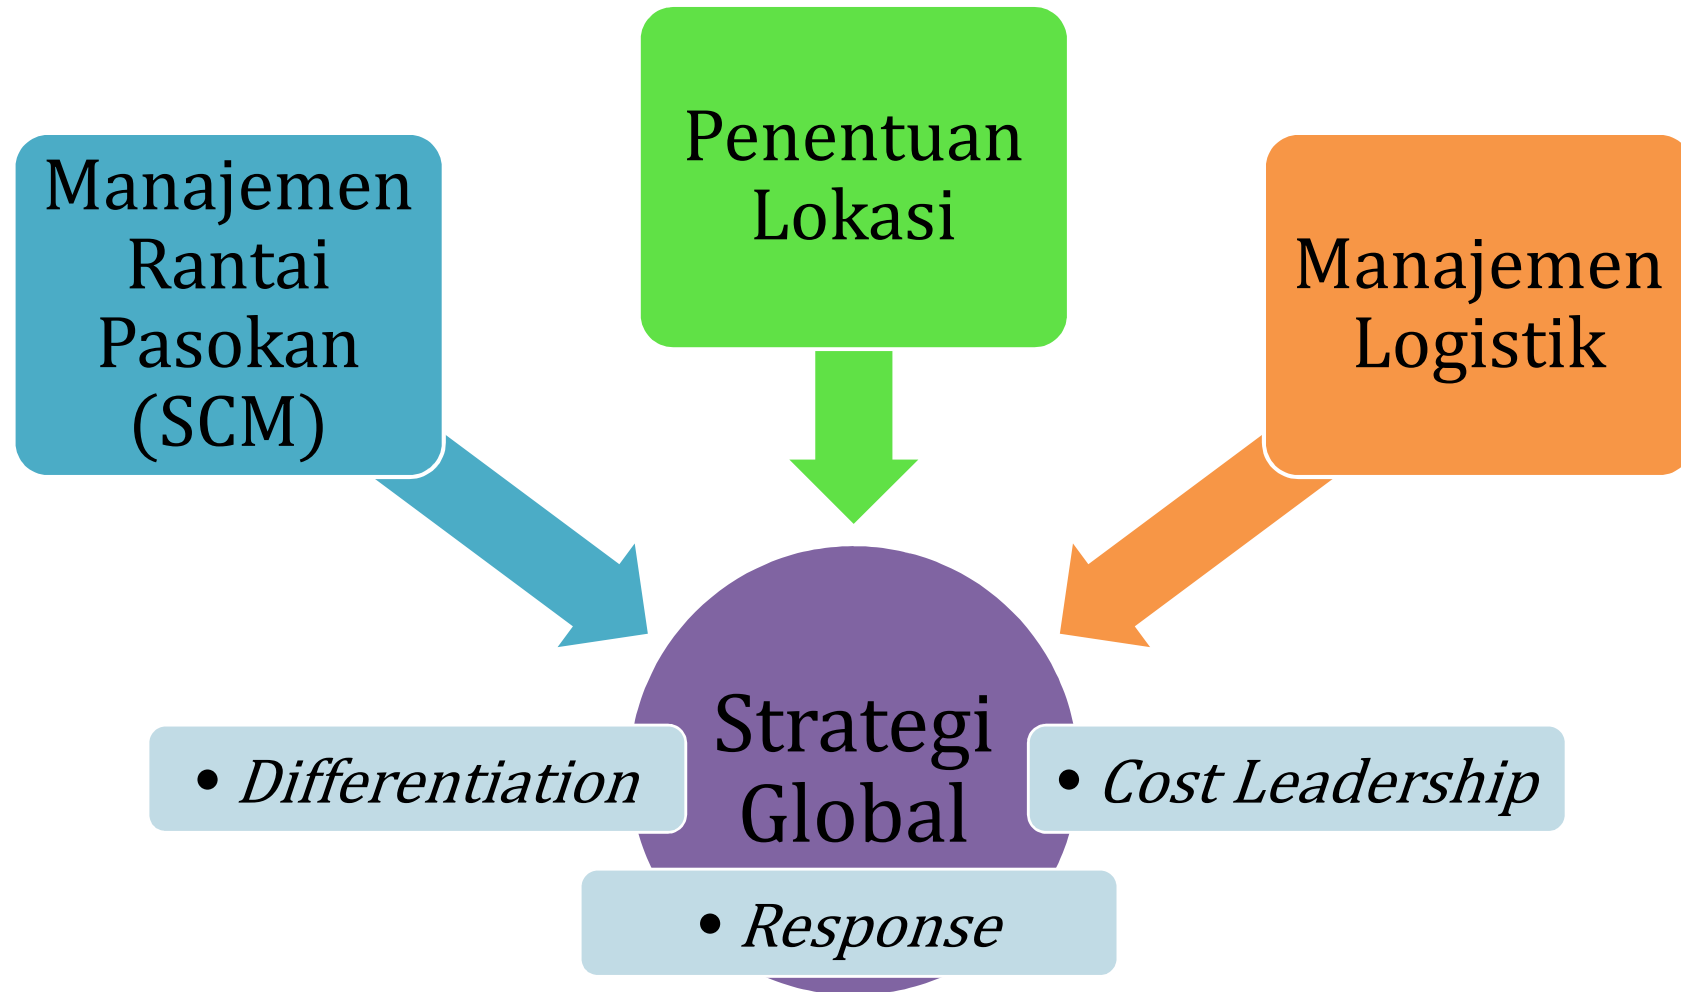 Manajemen
Rantai
Pasokan
(SCM)
Penentuan
Lokasi
Manajemen
Logistik
Strategi
Global
• Differentiation
• Cost Leadership
• Response